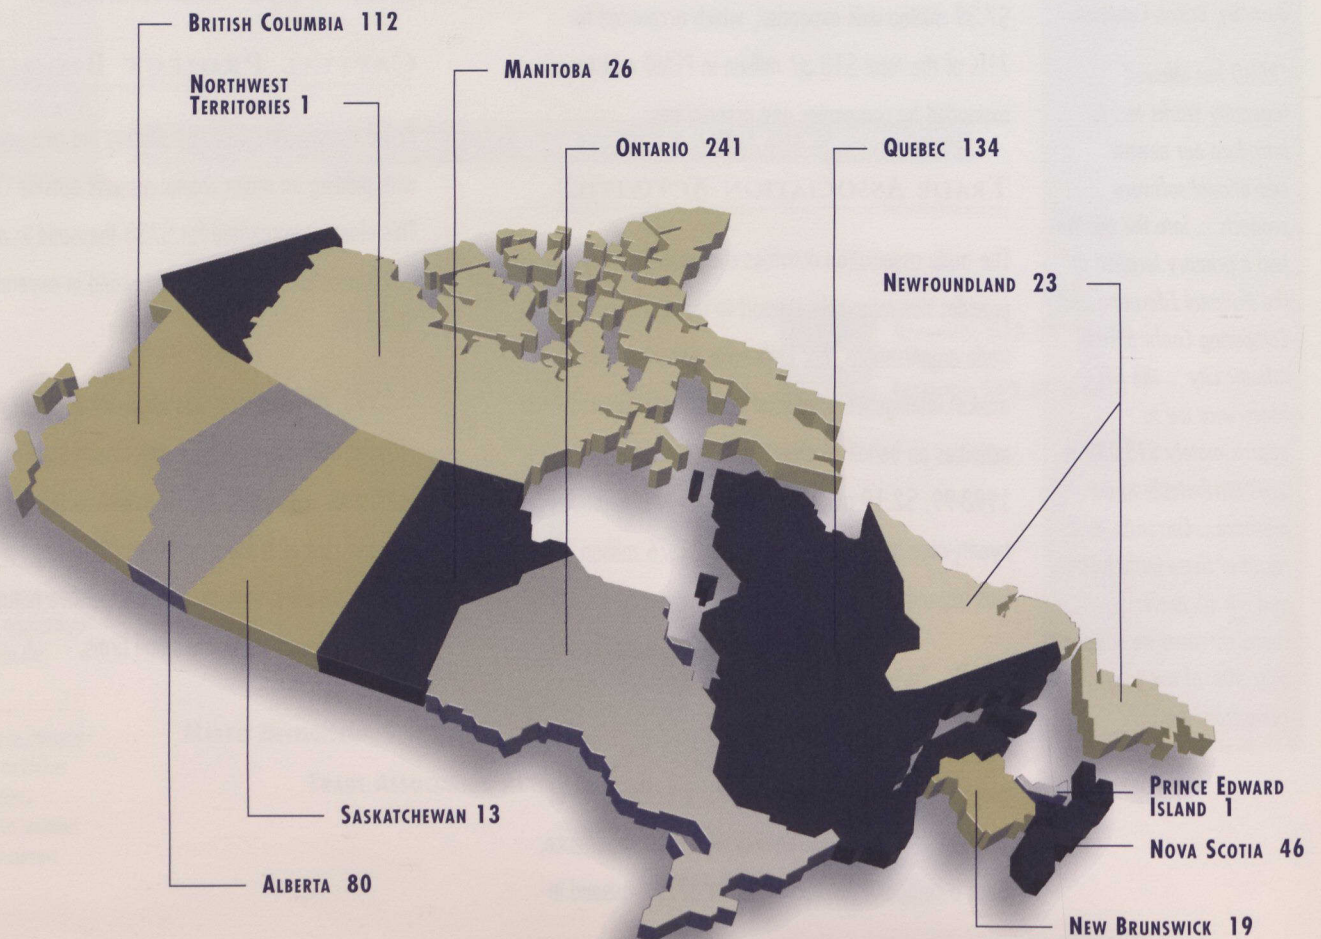 BRITISH COLUMBIA 112
NORTHWEST
TERRITORIES 1
MANITOBA 26
ONTARIO 241
QUEBEC 134
NEWFOUNDLAND 23
PRINCE EDWARD
ISLAND 1
NOVA SCOTIA 46
NEW BRUNSWICK 19
SASKATCHEWAN 13
ALBERTA 80